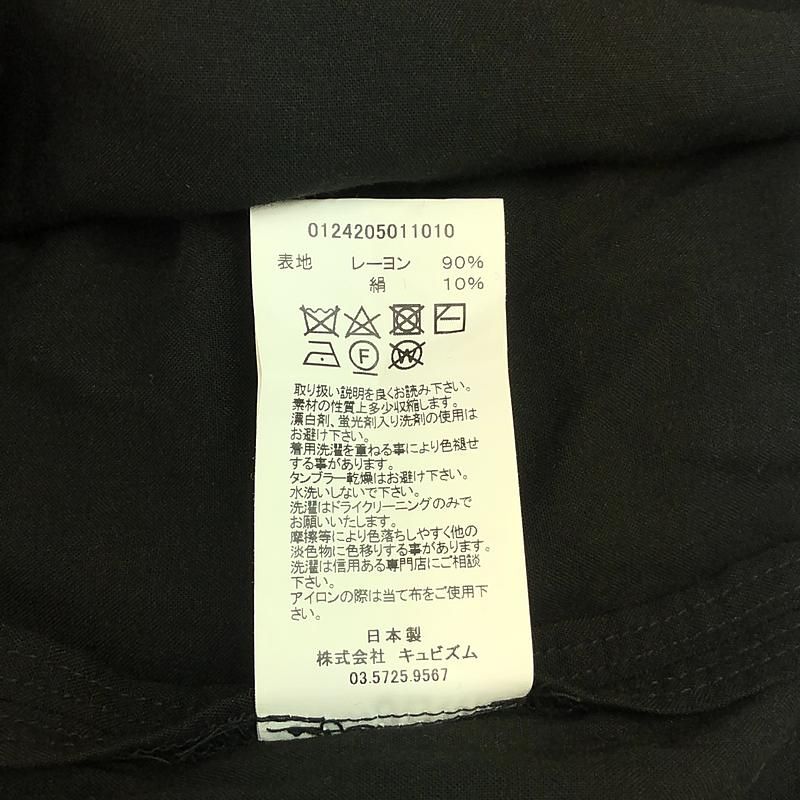 0124205011010
表地 レーヨン 90%
絹 10%
F
W
取り扱い説明を良くお読み下さい。
素材の性質上多少収縮します。
漂白剤、蛍光剤入り洗剤の使用は
お避け下さい。
着用洗濯を重ねる事により色褪せ
する事があります。
タンブラー乾燥はお避け下さい。
水洗いしないで下さい。
洗濯はドライクリーニングのみで
お願いいたします。
摩擦等により色落ちしやすく他の
淡色物に色移りする事があります。
洗濯は信用ある専門店にご相談
下さい。
アイロンの際は当て布をご使用下
さい。
日本製
株式会社 キュビズム
03.5725.9567